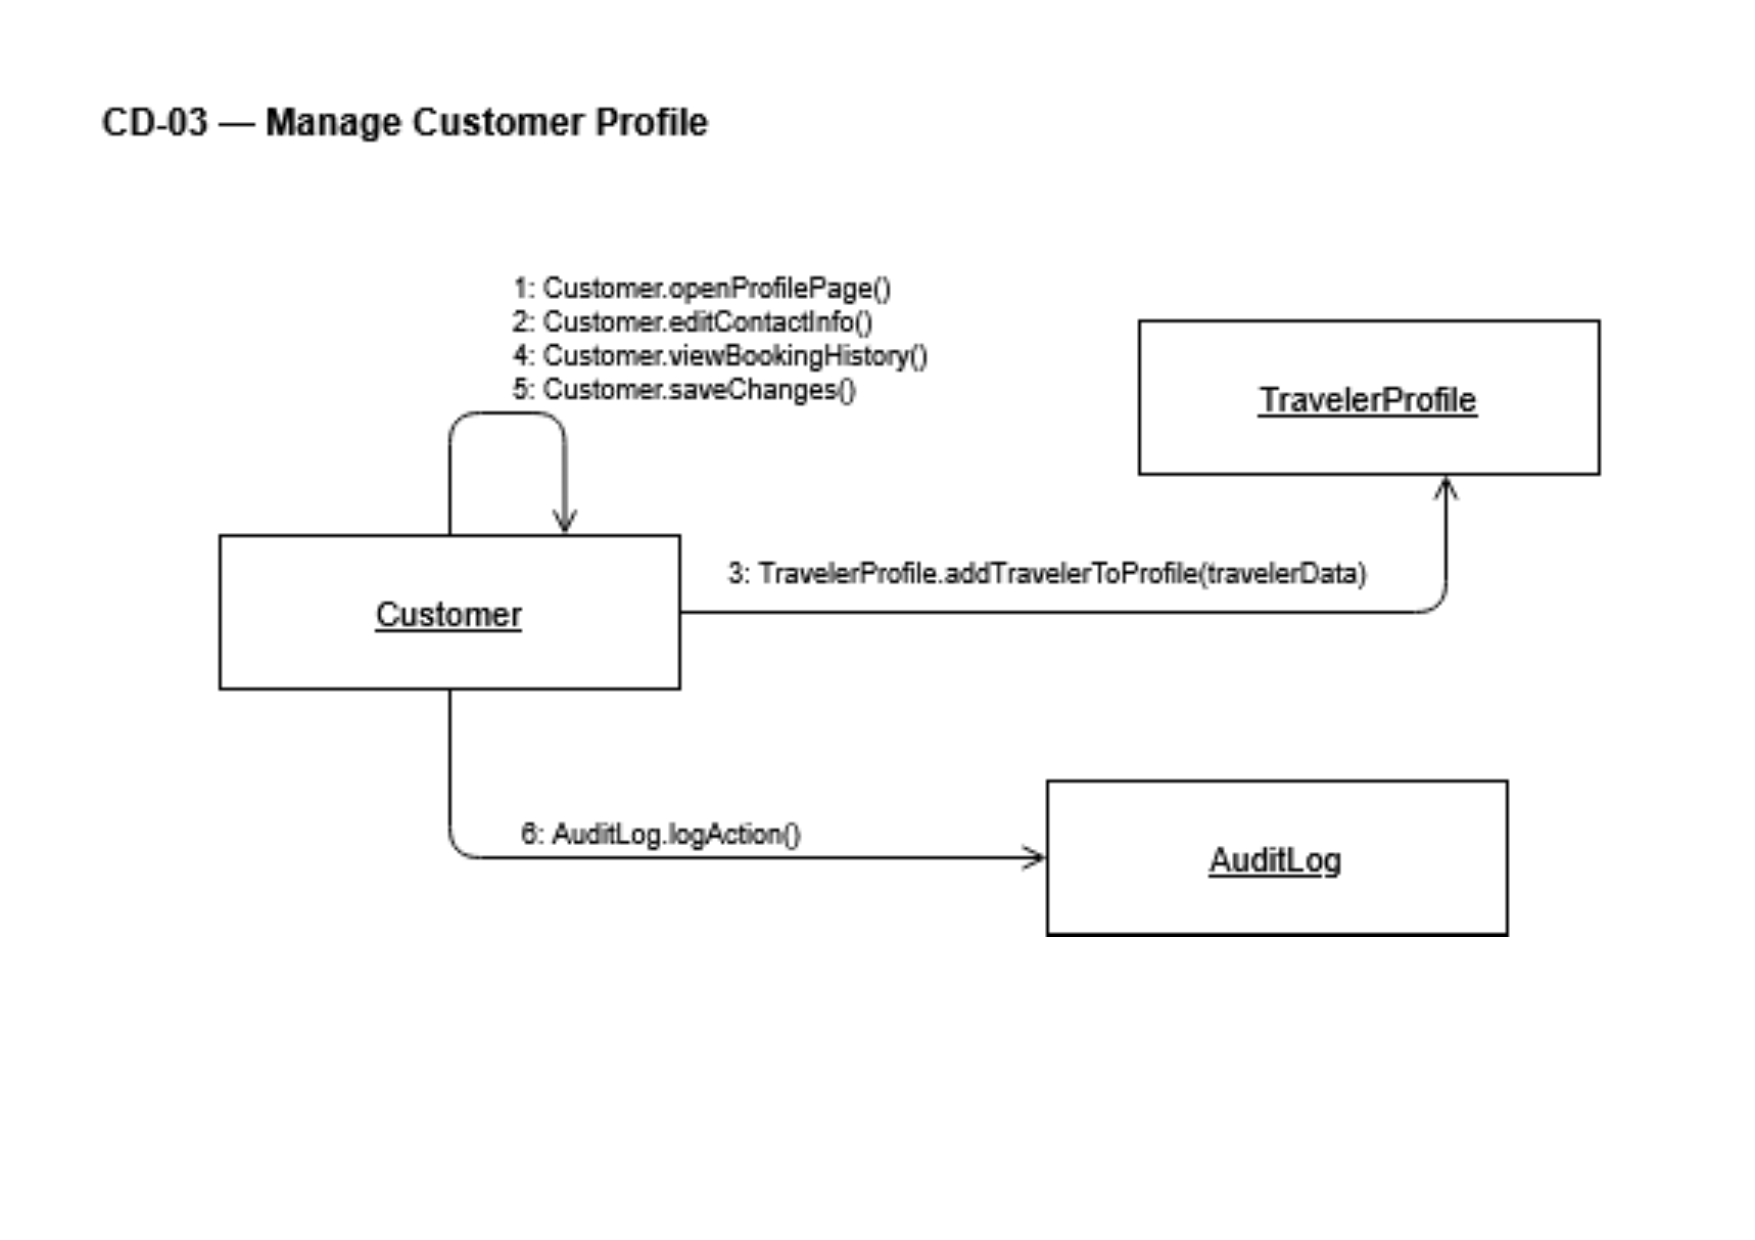 CD-03 — Manage Customer Profile
1: Customer.openProfilePage()
2: Customer.editContactInfo()
4: Customer.viewBookingHistory()
5: Customer.saveChanges()
TravelerProfile
3: TravelerProfile.addTravelerToProfile(travelerData)
Customer
6: AuditLog.logAction()
AuditLog